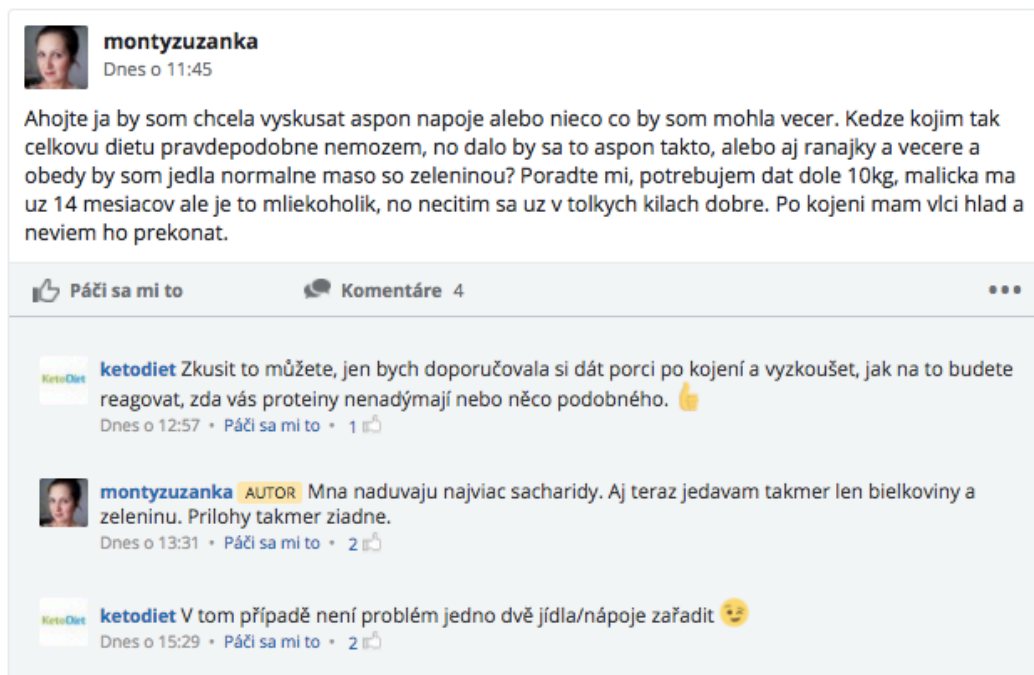 montyzuzanka
Dnes o 11:45
Ahojte ja by som chcela vyskusat aspon napoje alebo nieco co by som mohla vecer. Kedze kojim tak
celkovu dietu pravdepodobne nemozem, no dalo by sa to aspon takto, alebo aj ranajky a vecere a
obedy by som jedla normalne maso so zeleninou? Poradte mi, potrebujem dat dole 10kg, malicka ma
uz 14 mesiacov ale je to mliekoholik, no necitim sa uz v tolkych kilach dobre. Po kojeni mam vlci hlad a
neviem ho prekonat.
Páči sa mi to Komentáre 4
KetoDiet
ketodiet Zkusit to můžete, jen bych doporučovala si dát porci po kojení a vyzkoušet, jak na to budete
reagovat, zda vás proteiny nenadýmají nebo něco podobného.
Dnes o 12:57 • Páči sa mi to • 1
montyzuzanka AUTOR Mna naduvaju najviac sacharidy. Aj teraz jedavam takmer len bielkoviny a
zeleninu. Prilohy takmer ziadne.
Dnes o 13:31 • Páči sa mi to • 2
KetoDiet
ketodiet V tom případě není problém jedno dvě jídla/nápoje zařadit
Dnes o 15:29 • Páči sa mi to • 2